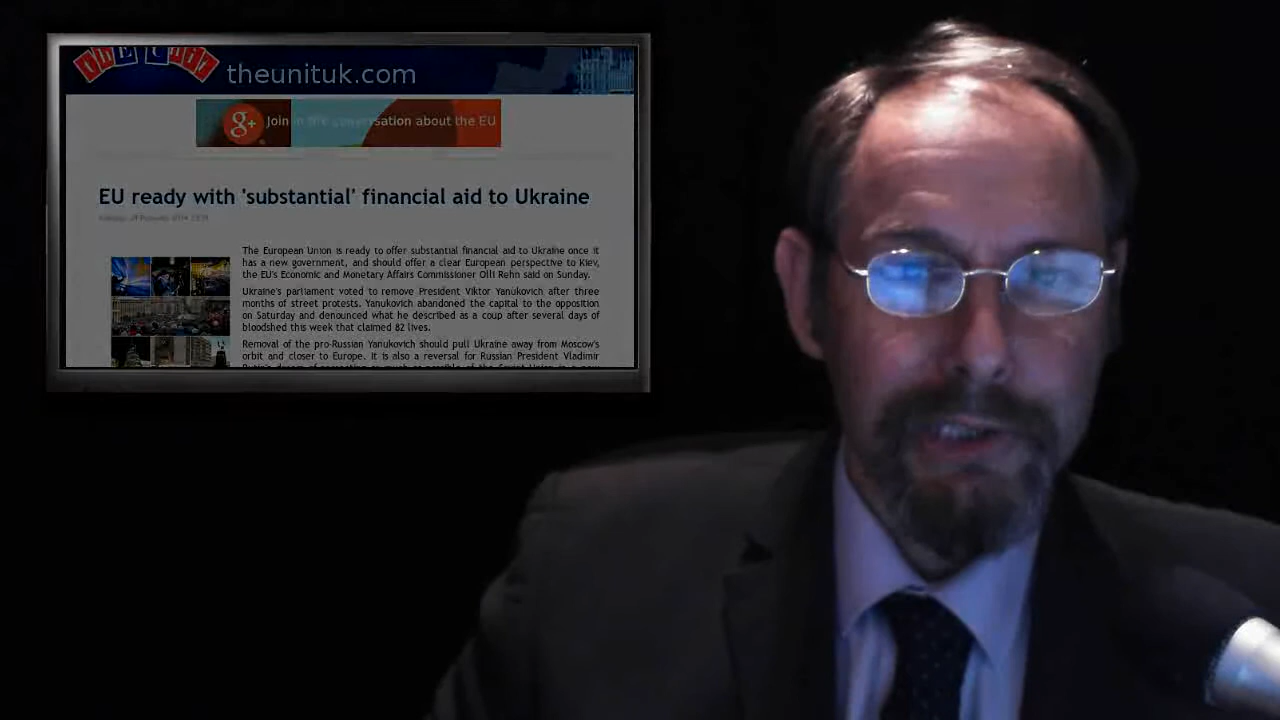 theunituk.com
g+ Join in the conversation about the EU
EU ready with 'substantial' financial aid to Ukraine
The European Union is ready to offer substantial financial aid to Ukraine once it
has a new government, and should offer a clear European perspective to Kiev,
the EU's Economic and Monetary Affairs Commissioner Olli Rehn said on Sunday.
Ukraine's parliament voted to remove President Viktor Yanukovich after three
months of street protests. Yanukovich abandoned the capital to the opposition
on Saturday and denounced what he described as a coup after several days of
bloodshed this week that claimed 82 lives.
Removal of the pro-Russian Yanukovich should pull Ukraine away from Moscow's
orbit and closer to Europe. It is also a reversal for Russian President Vladimir